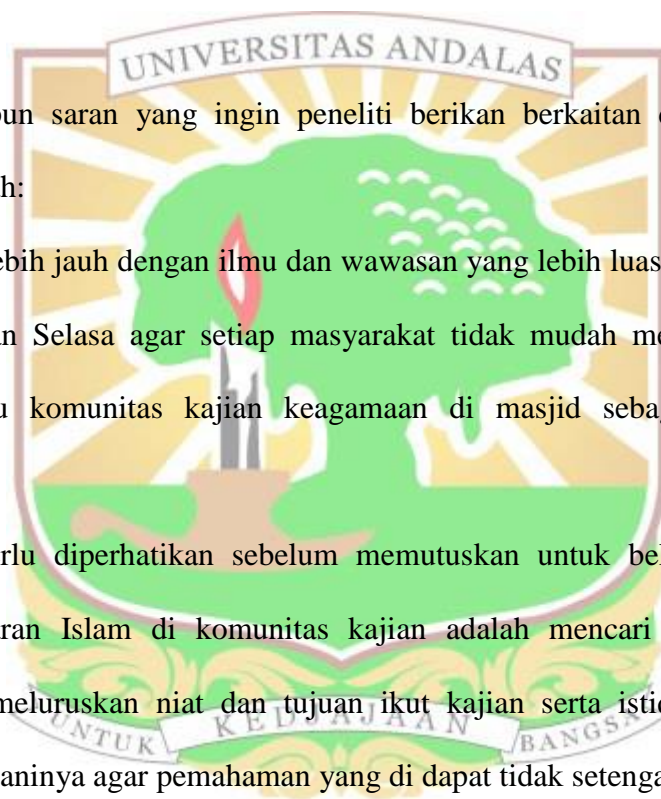 UNIVERSITAS ANDALAS
pun saran yang ingin peneliti berikan berkaitan
h:
ebih jauh dengan ilmu dan wawasan yang lebih luas
n Selasa agar setiap masyarakat tidak mudah me
u komunitas kajian keagamaan di masjid seba
rlu diperhatikan sebelum memutuskan untuk be
ran Islam di komunitas kajian adalah mencari
meluruskan niat dan tujuan ikut kajian serta isti
aninya agar pemahaman yang di dapat tidak setenga
UNTUK KEDJAJAAN BANGSA